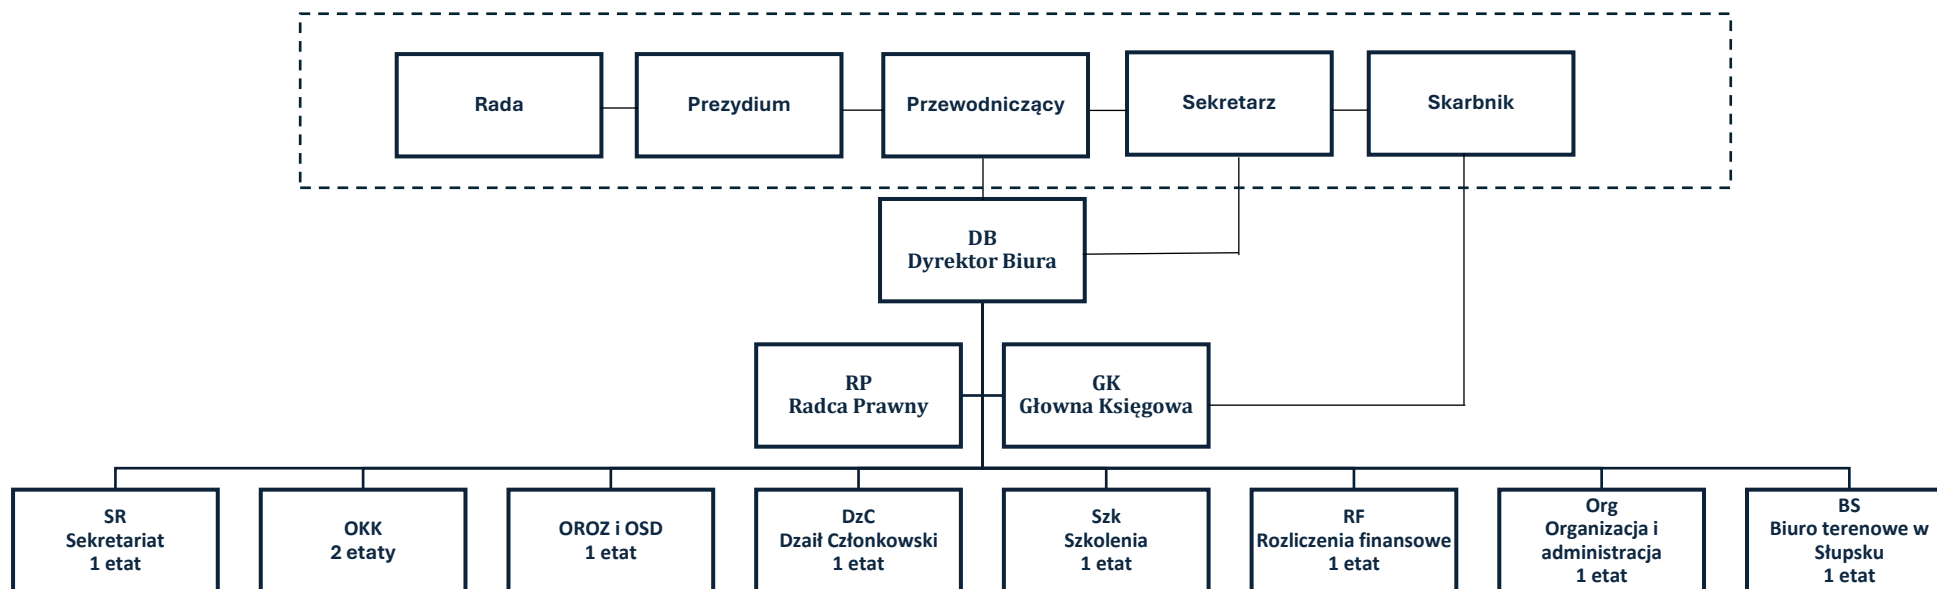 Rada
Prezydium
Przewodniczący
Sekretarz
Skarbnik
DB
Dyrektor Biura
RP
Radca Prawny
GK
Głowna Księgowa
SR
Sekretariat
1 etat
OKK
2 etaty
OROZ i OSD
1 etat
DzC
Dzaił Członkowski
1 etat
Szk
Szkolenia
1 etat
RF
Rozliczenia finansowe
1 etat
Org
Organizacja i
administracja
1 etat
BS
Biuro terenowe w
Słupsku
1 etat